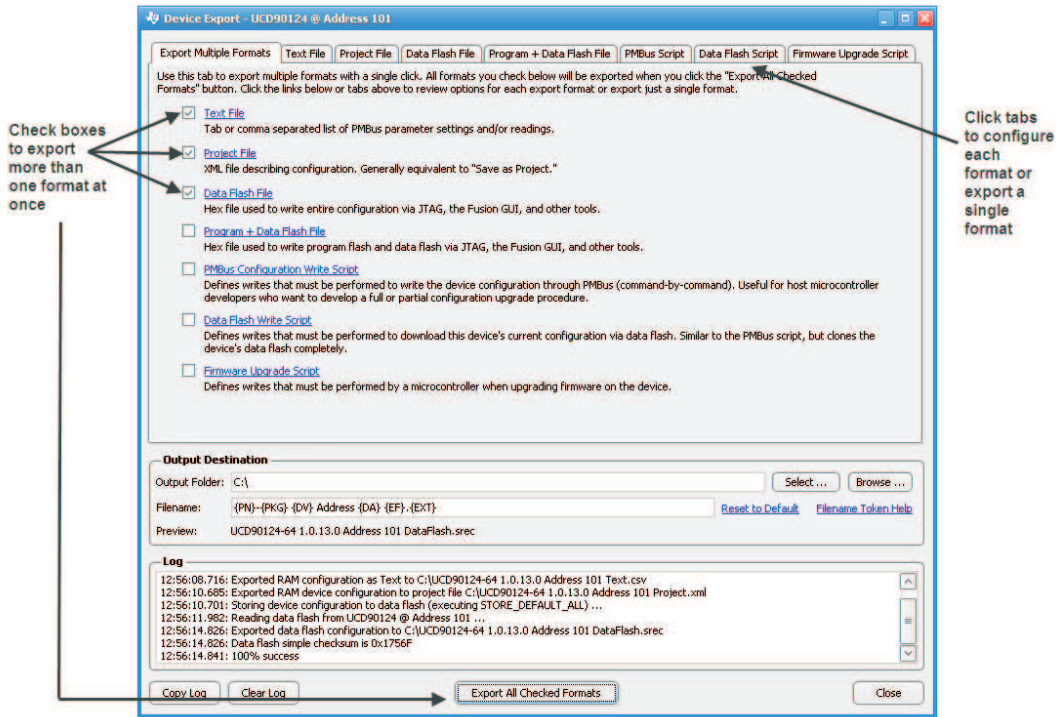 Device Export - UCD90124 @ Address 101
Export Multiple Formats Text File Project File Data Flash File Program + Data Flash File PMBus Script Data Flash Script Firmware Upgrade Script
Use this tab to export multiple formats with a single click. All formats you check below will be exported when you click the "Export All Checked
Formats" button. Click the links below or tabs above to review options for each export format or export just a single format.
Text File
Tab or comma separated list of PMBus parameter settings and/or readings.
Project File
XML file describing configuration. Generally equivalent to "Save as Project."
Data Flash File
Hex file used to write entire configuration via JTAG, the Fusion GUI, and other tools.
Program + Data Flash File
Hex file used to write program flash and data flash via JTAG, the Fusion GUI, and other tools.
PMBus Configuration Write Script
Defines writes that must be performed to write the device configuration through PMBus (command-by-command). Useful for host microcontroller
developers who want to develop a full or partial configuration upgrade procedure.
Data Flash Write Script
Defines writes that must be performed to download this device's current configuration via data flash. Similar to the PMBus script, but clones the
device's data flash completely.
Firmware Upgrade Script
Defines writes that must be performed by a microcontroller when upgrading firmware on the device.
Check boxes
to export
more than
one format at
once
Click tabs
to configure
each
format or
export a
single
format
Output Destination
Output Folder: C:\ Select ... Browse ...
Filename: {PN}-{PKG} {DV} Address {DA} {EF}.{EXT} Reset to Default Filename Token Help
Preview: UCD90124-64 1.0.13.0 Address 101 DataFlash.srec
Log
12:56:08.716: Exported RAM configuration as Text to C:\UCD90124-64 1.0.13.0 Address 101 Text.csv
12:56:10.685: Exported RAM device configuration to project file C:\UCD90124-64 1.0.13.0 Address 101 Project.xml
12:56:10.701: Storing device configuration to data flash (executing STORE_DEFAULT_ALL) ...
12:56:11.982: Reading data flash from UCD90124 @ Address 101 ...
12:56:14.826: Exported data flash configuration to C:\UCD90124-64 1.0.13.0 Address 101 DataFlash.srec
12:56:14.826: Data flash simple checksum is 0x1756F
12:56:14.841: 100% success
Copy Log Clear Log Export All Checked Formats Close